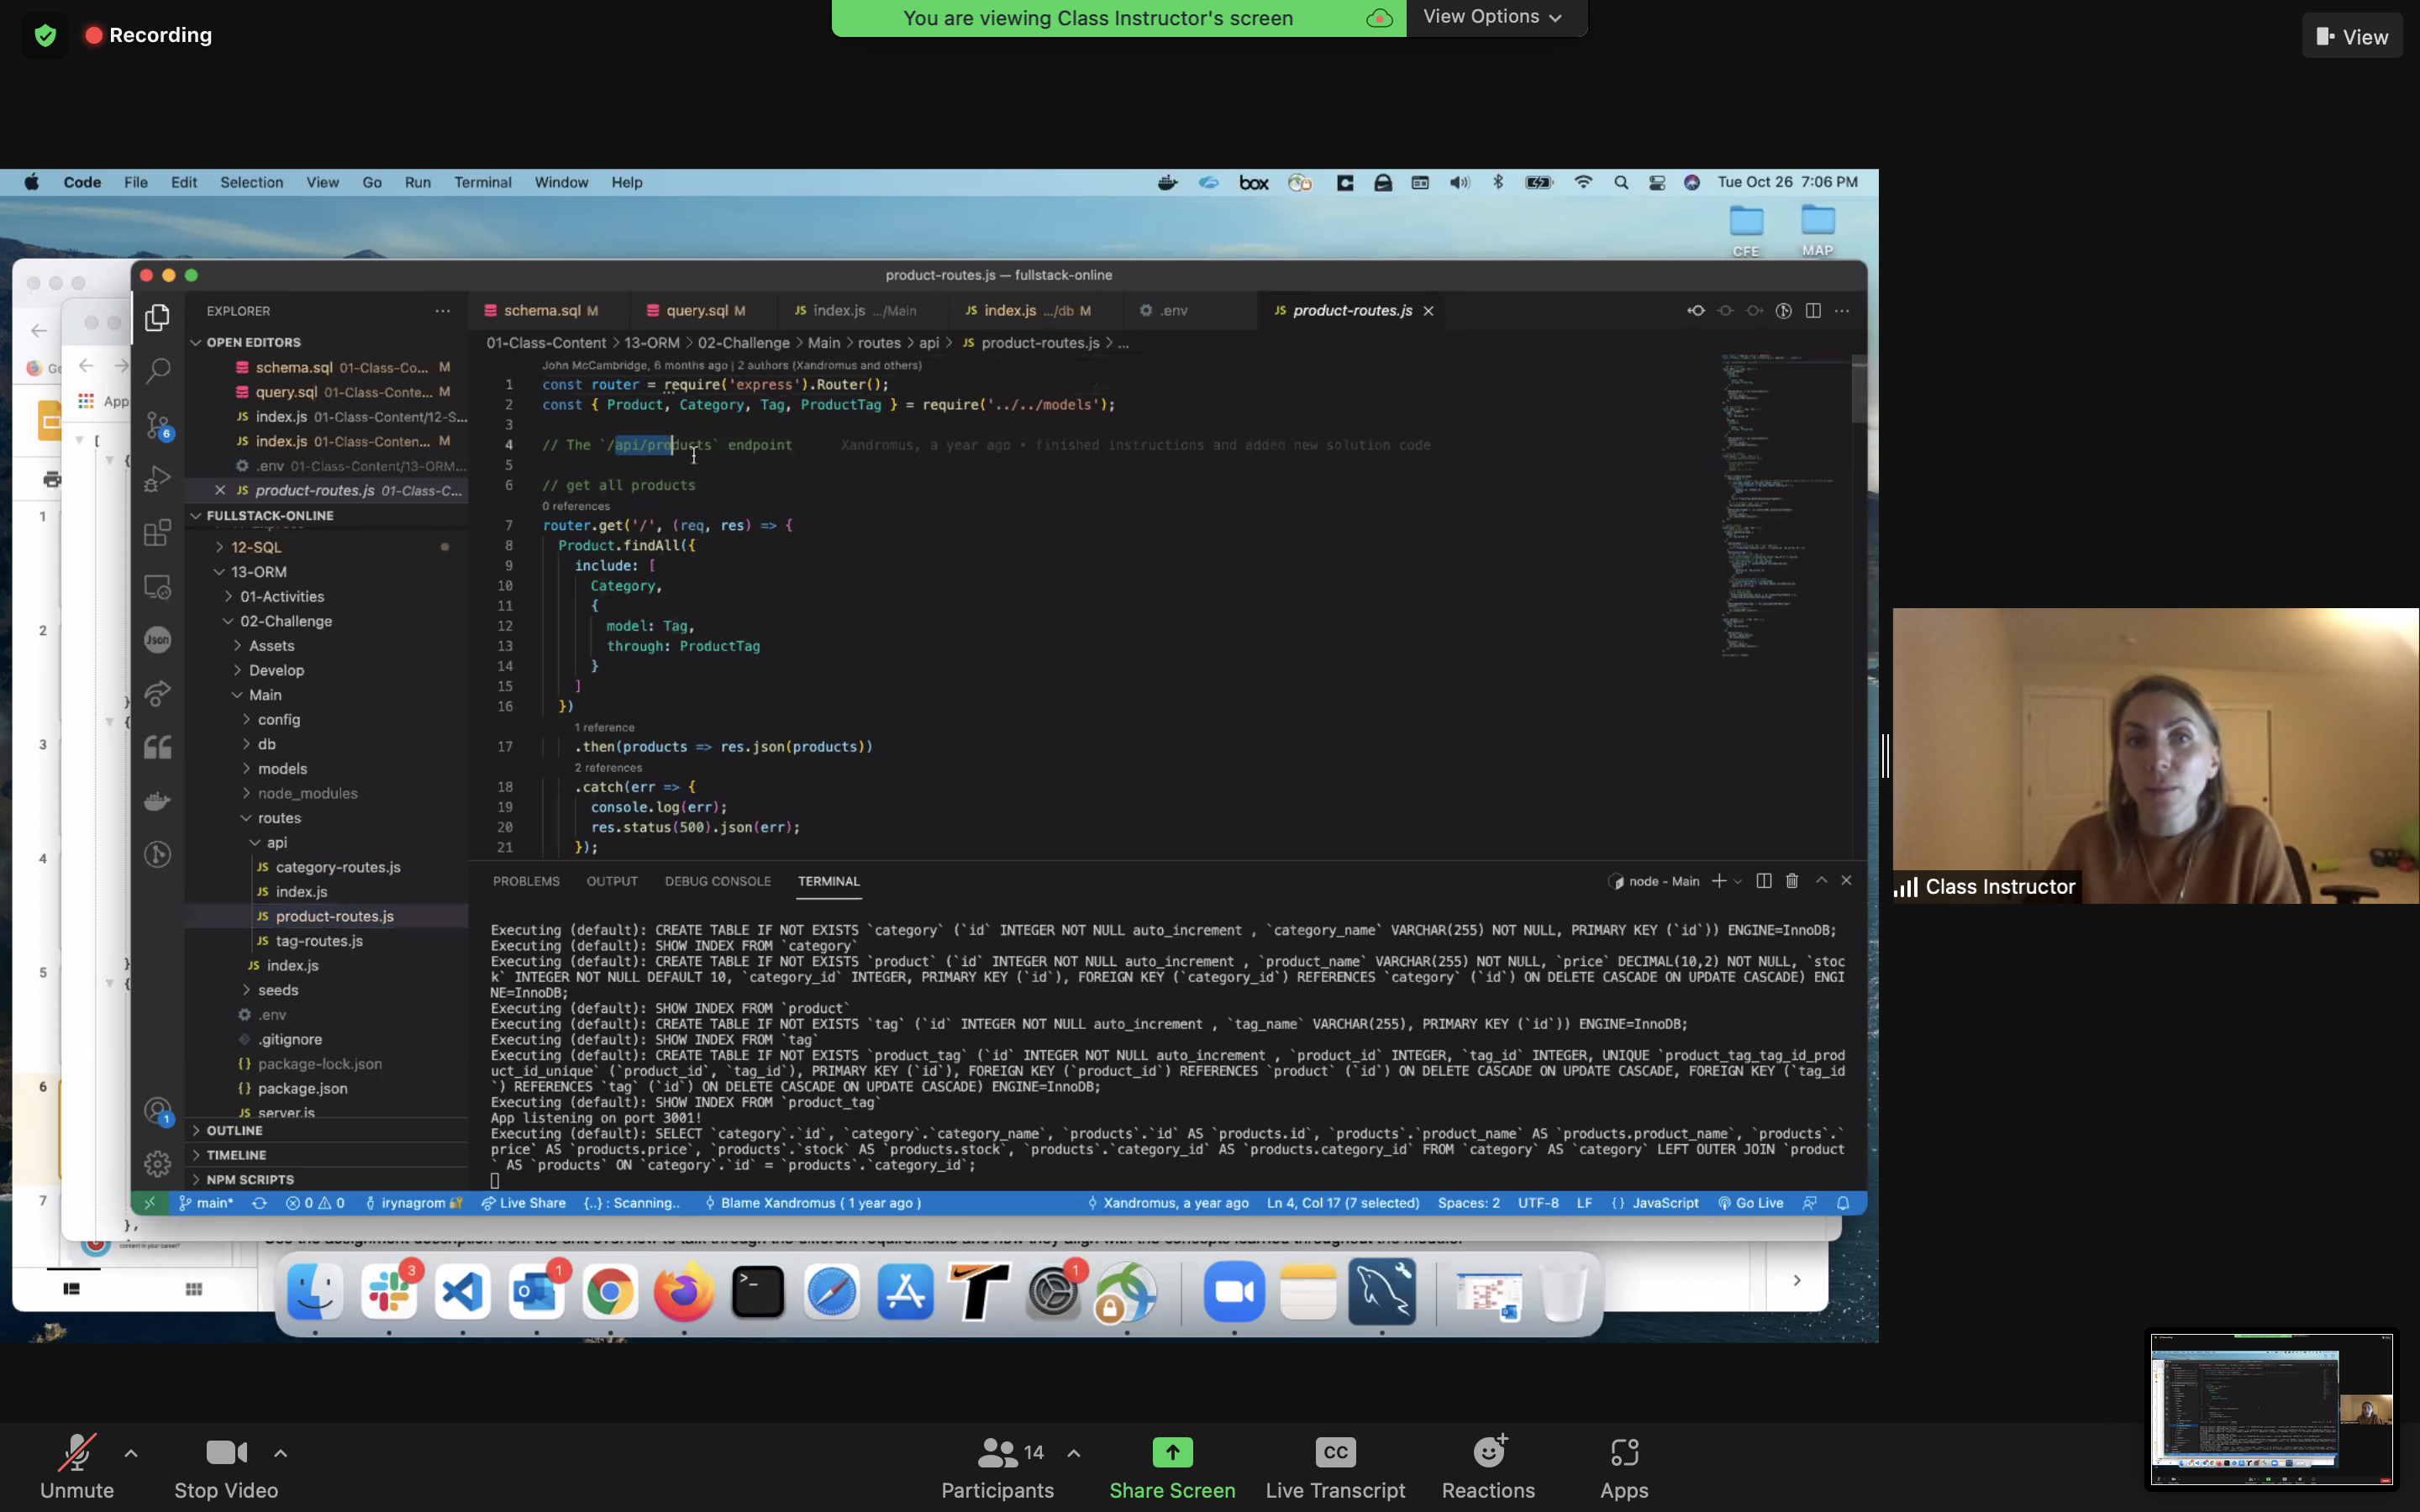 Recording
You are viewing Class Instructor's screen
View Options
View
Code File Edit Selection View Go Run Terminal Window Help
box
Tue Oct 26 7:06 PM
CFE
MAP
product-routes.js — fullstack-online
EXPLORER
OPEN EDITORS
schema.sql 01-Class-Co... M
query.sql 01-Class-Conte... M
index.js 01-Class-Content/12-S...
index.js 01-Class-Conten... M
.env 01-Class-Content/13-ORM...
product-routes.js 01-Class-C...
FULLSTACK-ONLINE
12-SQL
13-ORM
01-Activities
02-Challenge
Assets
Develop
Main
config
db
models
node_modules
routes
api
category-routes.js
index.js
product-routes.js
tag-routes.js
index.js
seeds
.env
.gitignore
package-lock.json
package.json
server.js
OUTLINE
TIMELINE
NPM SCRIPTS
schema.sql M
query.sql M
index.js .../Main
index.js .../db M
.env
product-routes.js
01-Class-Content > 13-ORM > 02-Challenge > Main > routes > api > JS product-routes.js > ...
John McCambridge, 6 months ago | 2 authors (Xandromus and others)
1 const router = require('express').Router();
2 const { Product, Category, Tag, ProductTag } = require('../../models');
3
4 // The `/api/products` endpoint Xandromus, a year ago • finished instructions and added new solution code
5
6 // get all products
0 references
7 router.get('/', (req, res) => {
8 Product.findAll({
9 include: [
10 Category,
11 {
12 model: Tag,
13 through: ProductTag
14 }
15 ]
16 })
1 reference
17 .then(products => res.json(products))
2 references
18 .catch(err => {
19 console.log(err);
20 res.status(500).json(err);
21 });
PROBLEMS OUTPUT DEBUG CONSOLE TERMINAL
node - Main
Executing (default): CREATE TABLE IF NOT EXISTS `category` (`id` INTEGER NOT NULL auto_increment , `category_name` VARCHAR(255) NOT NULL, PRIMARY KEY (`id`)) ENGINE=InnoDB;
Executing (default): SHOW INDEX FROM `category`
Executing (default): CREATE TABLE IF NOT EXISTS `product` (`id` INTEGER NOT NULL auto_increment , `product_name` VARCHAR(255) NOT NULL, `price` DECIMAL(10,2) NOT NULL, `stoc
k` INTEGER NOT NULL DEFAULT 10, `category_id` INTEGER, PRIMARY KEY (`id`), FOREIGN KEY (`category_id`) REFERENCES `category` (`id`) ON DELETE CASCADE ON UPDATE CASCADE) ENGI
NE=InnoDB;
Executing (default): SHOW INDEX FROM `product`
Executing (default): CREATE TABLE IF NOT EXISTS `tag` (`id` INTEGER NOT NULL auto_increment , `tag_name` VARCHAR(255), PRIMARY KEY (`id`)) ENGINE=InnoDB;
Executing (default): SHOW INDEX FROM `tag`
Executing (default): CREATE TABLE IF NOT EXISTS `product_tag` (`id` INTEGER NOT NULL auto_increment , `product_id` INTEGER, `tag_id` INTEGER, UNIQUE `product_tag_tag_id_prod
uct_id_unique` (`product_id`, `tag_id`), PRIMARY KEY (`id`), FOREIGN KEY (`product_id`) REFERENCES `product` (`id`) ON DELETE CASCADE ON UPDATE CASCADE, FOREIGN KEY (`tag_id
`) REFERENCES `tag` (`id`) ON DELETE CASCADE ON UPDATE CASCADE) ENGINE=InnoDB;
Executing (default): SHOW INDEX FROM `product_tag`
App listening on port 3001!
Executing (default): SELECT `category`.`id`, `category`.`category_name`, `products`.`id` AS `products.id`, `products`.`product_name` AS `products.product_name`, `products`.`
price` AS `products.price`, `products`.`stock` AS `products.stock`, `products`.`category_id` AS `products.category_id` FROM `category` AS `category` LEFT OUTER JOIN `product
` AS `products` ON `category`.`id` = `products`.`category_id`;
main* 0 0 irynagrom Live Share {..} : Scanning.. Blame Xandromus ( 1 year ago ) Xandromus, a year ago Ln 4, Col 17 (7 selected) Spaces: 2 UTF-8 LF JavaScript Go Live
App
1
2
3
4
5
6
7
Class Instructor
Unmute
Stop Video
14
Participants
Share Screen
CC
Live Transcript
Reactions
Apps